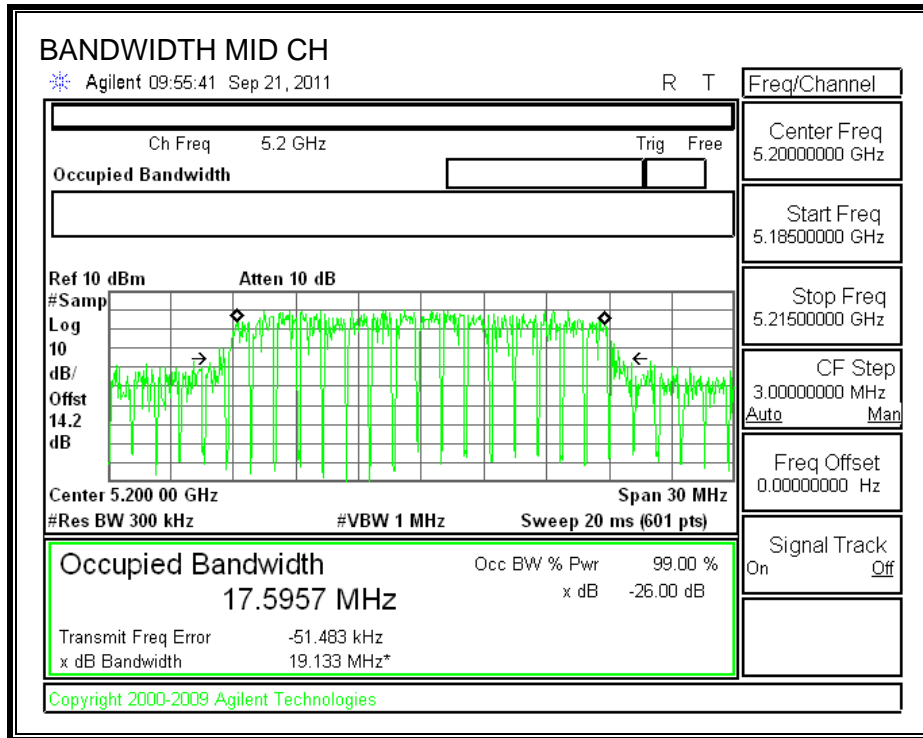 BANDWIDTH MID CH
Agilent 09:55:41 Sep 21, 2011 R T
Freq/Channel
Ch Freq 5.2 GHz Trig Free
Occupied Bandwidth
Center Freq
5.20000000 GHz
Start Freq
5.18500000 GHz
Stop Freq
5.21500000 GHz
CF Step
3.00000000 MHz
Auto Man
Freq Offset
0.00000000 Hz
Signal Track
On Off
Ref 10 dBm Atten 10 dB
#Samp
Log
10
dB/
Offst
14.2
dB
Center 5.200 00 GHz Span 30 MHz
#Res BW 300 kHz #VBW 1 MHz Sweep 20 ms (601 pts)
Occupied Bandwidth
17.5957 MHz
Occ BW % Pwr 99.00 %
x dB -26.00 dB
Transmit Freq Error -51.483 kHz
x dB Bandwidth 19.133 MHz*
Copyright 2000-2009 Agilent Technologies